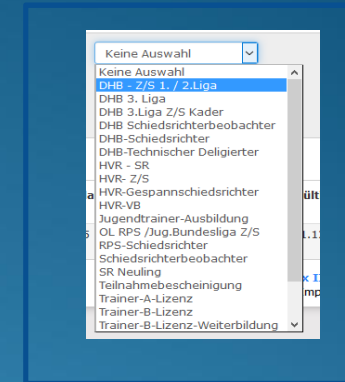 Keine Auswahl
Keine Auswahl
DHB - Z/S 1. / 2.Liga
DHB 3. Liga
DHB 3.Liga Z/S Kader
DHB Schiedsrichterbeobachter
DHB-Schiedsrichter
DHB-Technischer Deligierter
HVR - SR
HVR- Z/S
HVR-Gespannschiedsrichter
HVR-VB
Jugendtrainer-Ausbildung
OL RPS /Jug.Bundesliga Z/S
RPS-Schiedsrichter
Schiedsrichterbeobachter
SR Neuling
Teilnahmebescheinigung
Trainer-A-Lizenz
Trainer-B-Lizenz
Trainer-B-Lizenz-Weiterbildung